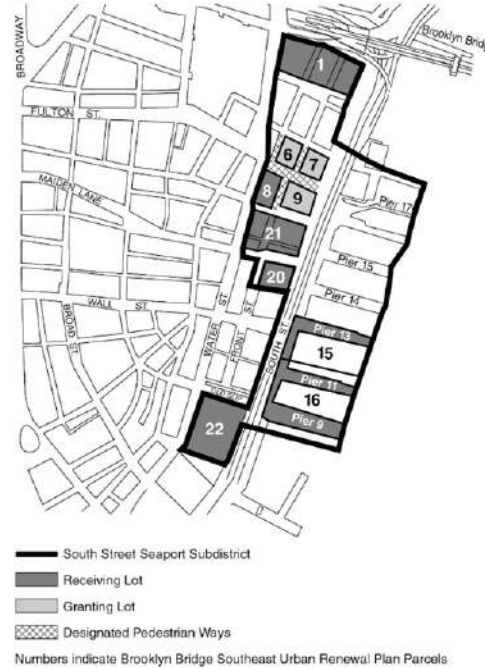 BROADWAY
Brooklyn Bridge
1
FULTON ST.
6
7
MAIDEN LANE
8
9
Pier 17
21
Pier 15
20
Pier 14
WALL ST
BROAD ST.
WATER ST.
FRONT ST.
SOUTH ST.
Pier 13
15
Pier 11
16
Pier 9
22
South Street Seaport Subdistrict
Receiving Lot
Granting Lot
Designated Pedestrian Ways
Numbers indicate Brooklyn Bridge Southeast Urban Renewal Plan Parcels